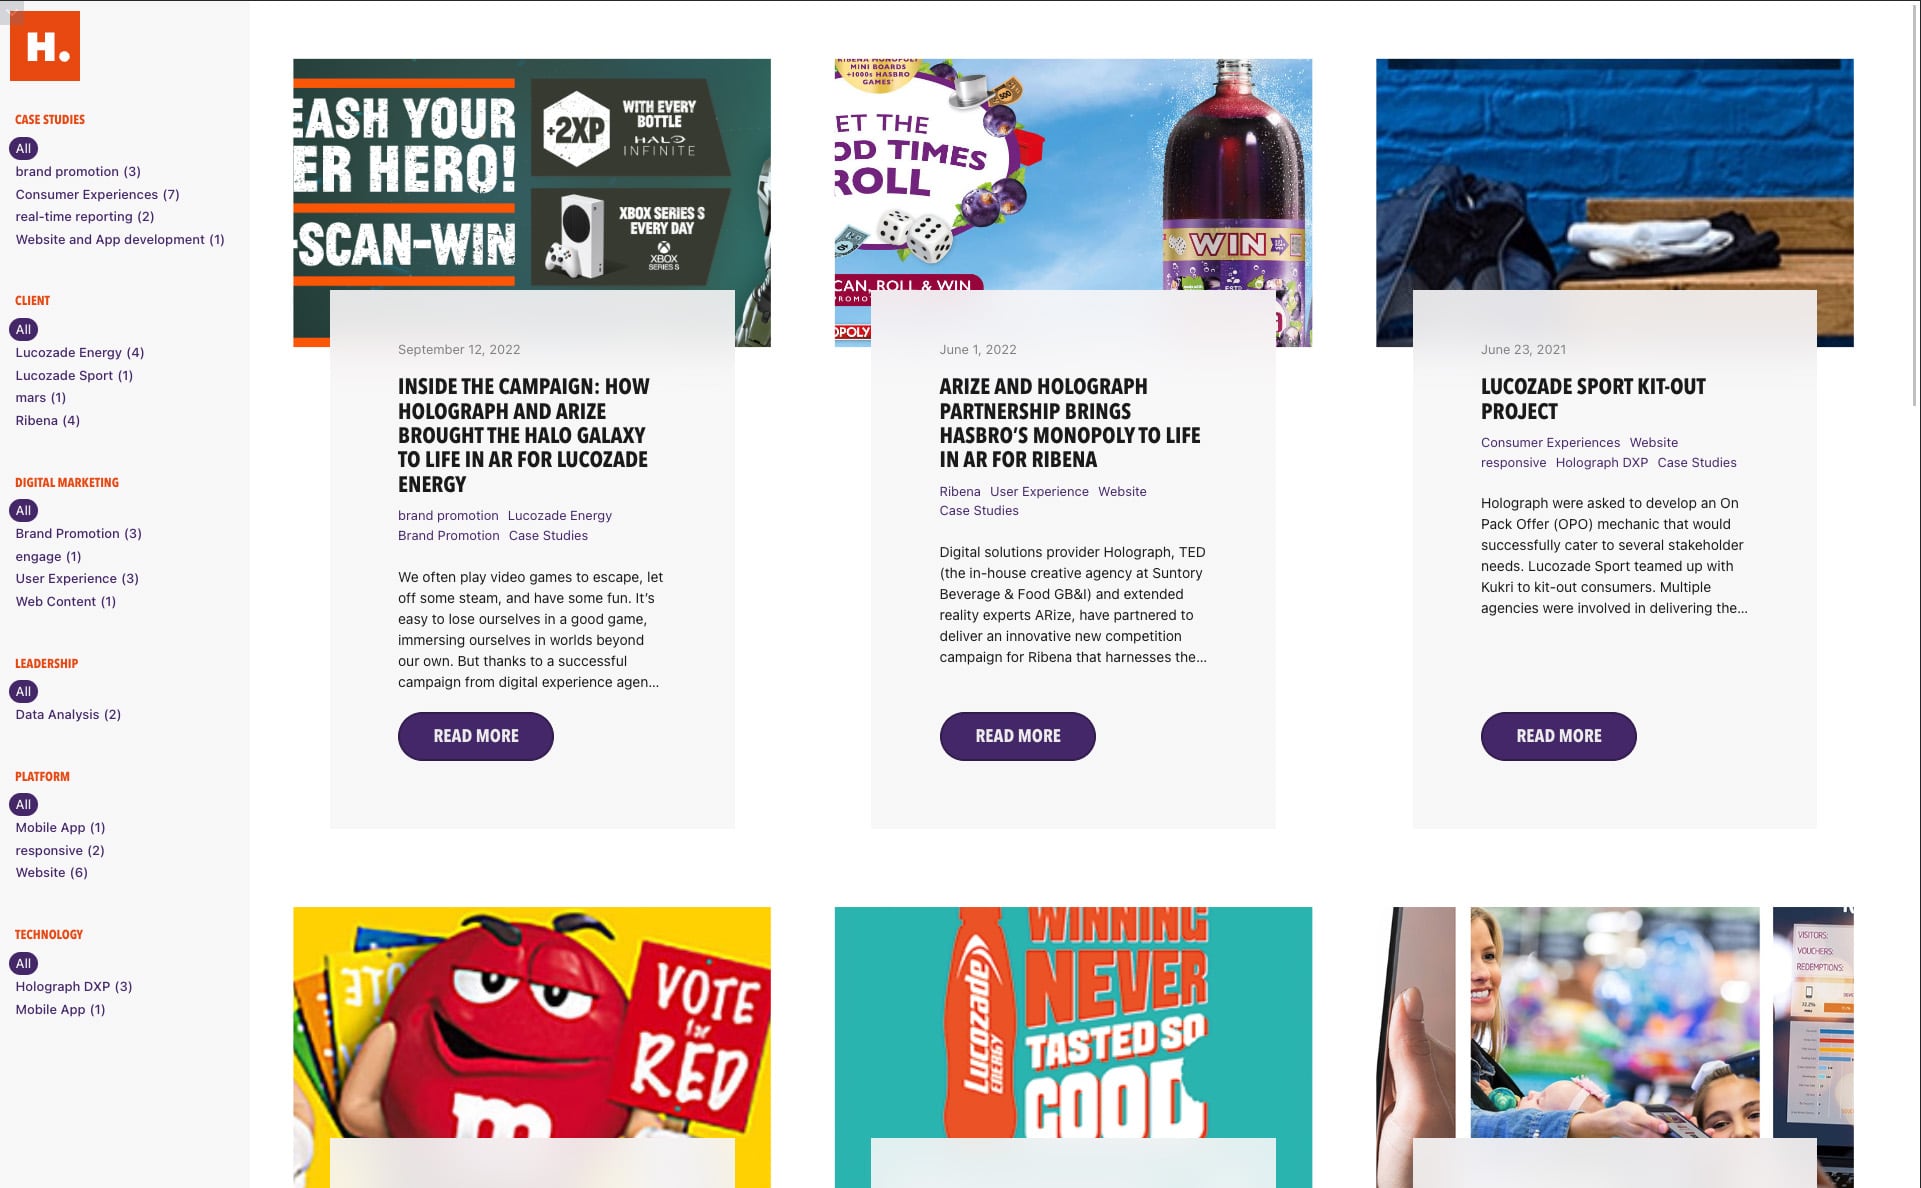 H.
CASE STUDIES
All
brand promotion (3)
Consumer Experiences (7)
real-time reporting (2)
Website and App development (1)
CLIENT
All
Lucozade Energy (4)
Lucozade Sport (1)
mars (1)
Ribena (4)
DIGITAL MARKETING
All
Brand Promotion (3)
engage (1)
User Experience (3)
Web Content (1)
LEADERSHIP
All
Data Analysis (2)
PLATFORM
All
Mobile App (1)
responsive (2)
Website (6)
TECHNOLOGY
All
Holograph DXP (3)
Mobile App (1)
EASH YOUR
ER HERO!
-SCAN-WIN
+2XP
WITH EVERY
BOTTLE
HALO
INFINITE
XBOX SERIES S
EVERY DAY
XBOX
SERIES S
September 12, 2022
INSIDE THE CAMPAIGN: HOW
HOLOGRAPH AND ARIZE
BROUGHT THE HALO GALAXY
TO LIFE IN AR FOR LUCOZADE
ENERGY
brand promotion Lucozade Energy
Brand Promotion Case Studies
We often play video games to escape, let
off some steam, and have some fun. It’s
easy to lose ourselves in a good game,
immersing ourselves in worlds beyond
our own. But thanks to a successful
campaign from digital experience agen...
READ MORE
RIBENA MONOPOLY
MINI BOARDS
+1000s HASBRO
GAMES*
ET THE
OD TIMES
ROLL
500
CAN, ROLL & WIN
PROMO
OPOLY
WIN
ESTD
June 1, 2022
ARIZE AND HOLOGRAPH
PARTNERSHIP BRINGS
HASBRO’S MONOPOLY TO LIFE
IN AR FOR RIBENA
Ribena User Experience Website
Case Studies
Digital solutions provider Holograph, TED
(the in-house creative agency at Suntory
Beverage & Food GB&I) and extended
reality experts ARize, have partnered to
deliver an innovative new competition
campaign for Ribena that harnesses the...
READ MORE
June 23, 2021
LUCOZADE SPORT KIT-OUT
PROJECT
Consumer Experiences Website
responsive Holograph DXP Case Studies
Holograph were asked to develop an On
Pack Offer (OPO) mechanic that would
successfully cater to several stakeholder
needs. Lucozade Sport teamed up with
Kukri to kit-out consumers. Multiple
agencies were involved in delivering the...
READ MORE
VOTE
for
RED
m
Lucozade
ENERGY
WINNING
NEVER
TASTED SO
GOOD
VISITORS:
VOUCHERS:
REDEMPTIONS: